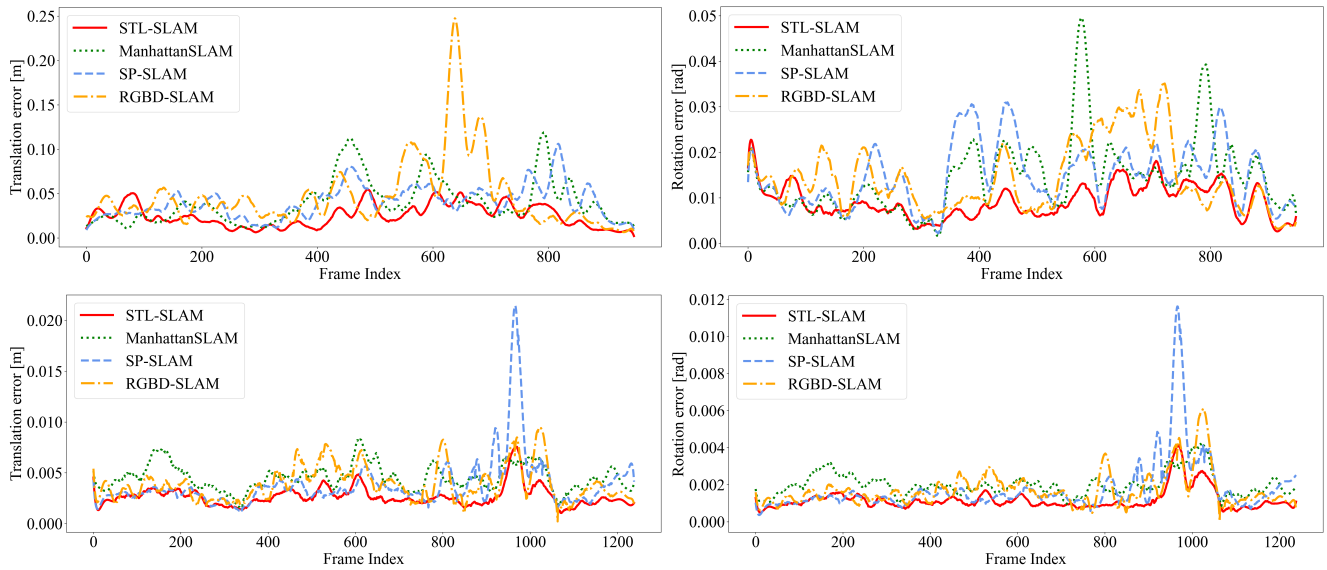 Translation error [m]
0.25
0.20
0.15
0.10
0.05
0.00
STL-SLAM
ManhattanSLAM
SP-SLAM
RGBD-SLAM
0 200 400 600 800
Frame Index
Rotation error [rad]
0.05
0.04
0.03
0.02
0.01
0.00
STL-SLAM
ManhattanSLAM
SP-SLAM
RGBD-SLAM
0 200 400 600 800
Frame Index
Translation error [m]
0.020
0.015
0.010
0.005
0.000
STL-SLAM
ManhattanSLAM
SP-SLAM
RGBD-SLAM
0 200 400 600 800 1000 1200
Frame Index
Rotation error [rad]
0.012
0.010
0.008
0.006
0.004
0.002
0.000
STL-SLAM
ManhattanSLAM
SP-SLAM
RGBD-SLAM
0 200 400 600 800 1000 1200
Frame Index